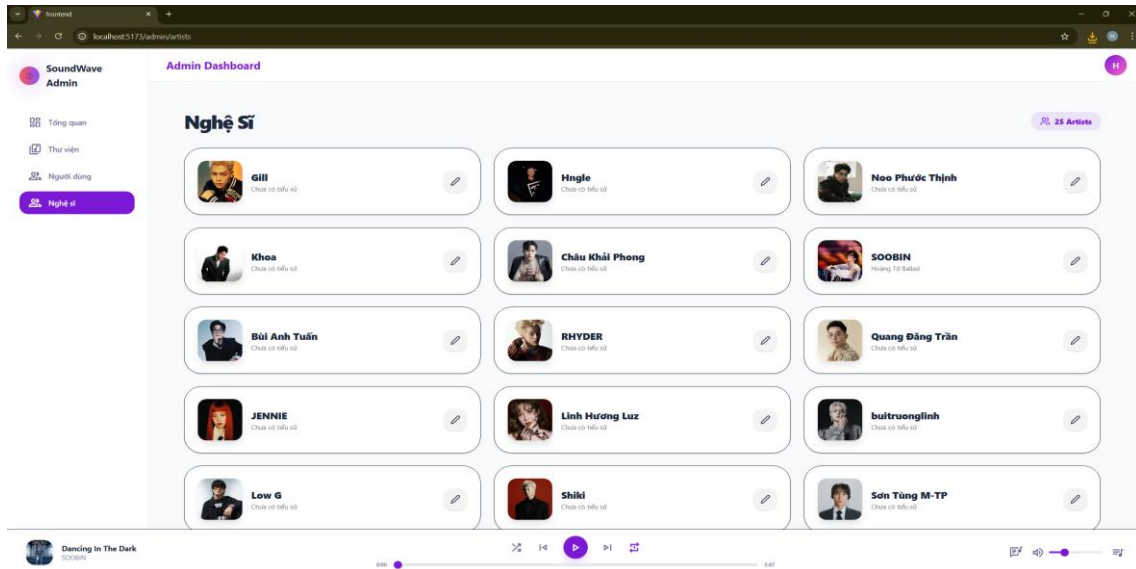 frontend
localhost:5173/admin/artists
SoundWave
Admin
Admin Dashboard
H
Tổng quan
Thư viện
Người dùng
Nghệ sĩ
Nghệ Sĩ
25 Artists
Gill
Chưa có tiểu sử
Hngle
Chưa có tiểu sử
Noo Phước Thịnh
Chưa có tiểu sử
Khoa
Chưa có tiểu sử
Châu Khải Phong
Chưa có tiểu sử
SOOBIN
Hoàng Tử Ballad
Bùi Anh Tuấn
Chưa có tiểu sử
RHYDER
Chưa có tiểu sử
Quang Đăng Trần
Chưa có tiểu sử
JENNIE
Chưa có tiểu sử
Linh Hương Luz
Chưa có tiểu sử
buitruonglinh
Chưa có tiểu sử
Low G
Chưa có tiểu sử
Shiki
Chưa có tiểu sử
Sơn Tùng M-TP
Chưa có tiểu sử
Dancing In The Dark
SOOBIN
0:00
3:47